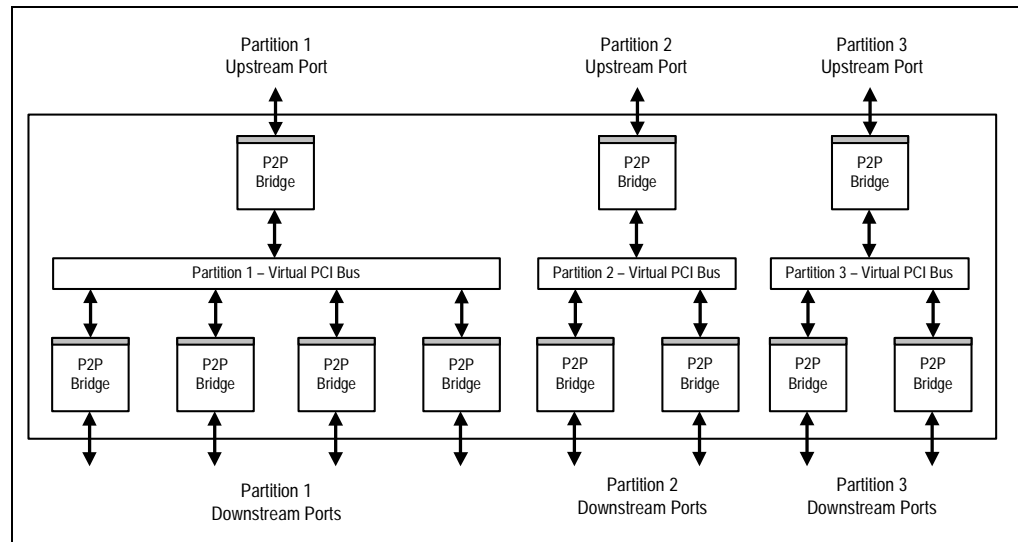 Partition 1
Upstream Port
Partition 2
Upstream Port
Partition 3
Upstream Port
P2P
Bridge
P2P
Bridge
P2P
Bridge
Partition 1 – Virtual PCI Bus
Partition 2 – Virtual PCI Bus
Partition 3 – Virtual PCI Bus
P2P
Bridge
P2P
Bridge
P2P
Bridge
P2P
Bridge
P2P
Bridge
P2P
Bridge
P2P
Bridge
P2P
Bridge
Partition 1
Downstream Ports
Partition 2
Downstream Ports
Partition 3
Downstream Ports